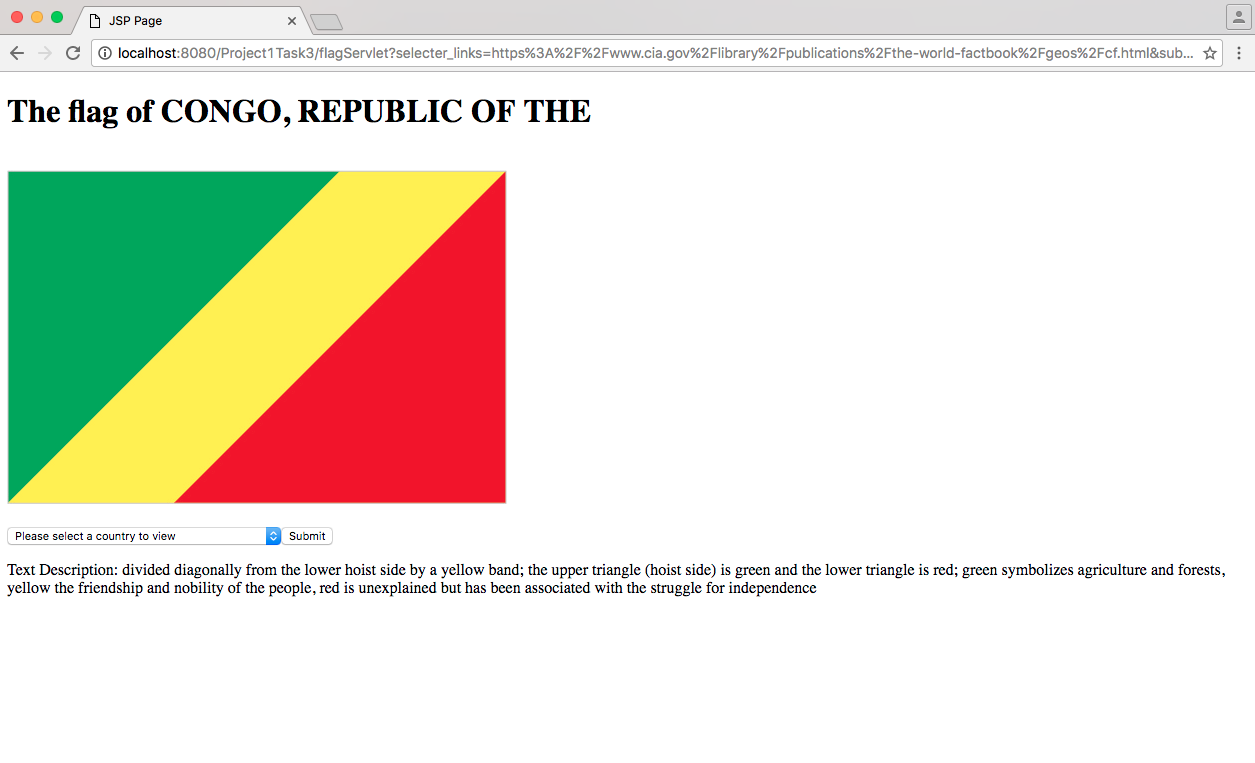 JSP Page
localhost:8080/Project1Task3/flagServlet?selecter_links=https%3A%2F%2Fwww.cia.gov%2Flibrary%2Fpublications%2Fthe-world-factbook%2Fgeos%2Fcf.html&sub...
The flag of CONGO, REPUBLIC OF THE
Please select a country to view Submit
Text Description: divided diagonally from the lower hoist side by a yellow band; the upper triangle (hoist side) is green and the lower triangle is red; green symbolizes agriculture and forests,
yellow the friendship and nobility of the people, red is unexplained but has been associated with the struggle for independence